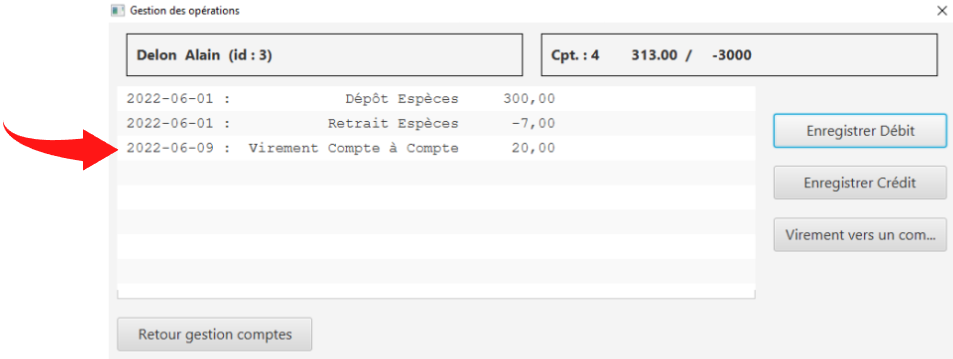 Gestion des opérations
Delon Alain (id : 3)
Cpt. : 4 313.00 / -3000
2022-06-01 : Dépôt Espèces 300,00
2022-06-01 : Retrait Espèces -7,00
2022-06-09 : Virement Compte à Compte 20,00
Enregistrer Débit
Enregistrer Crédit
Virement vers un com...
Retour gestion comptes